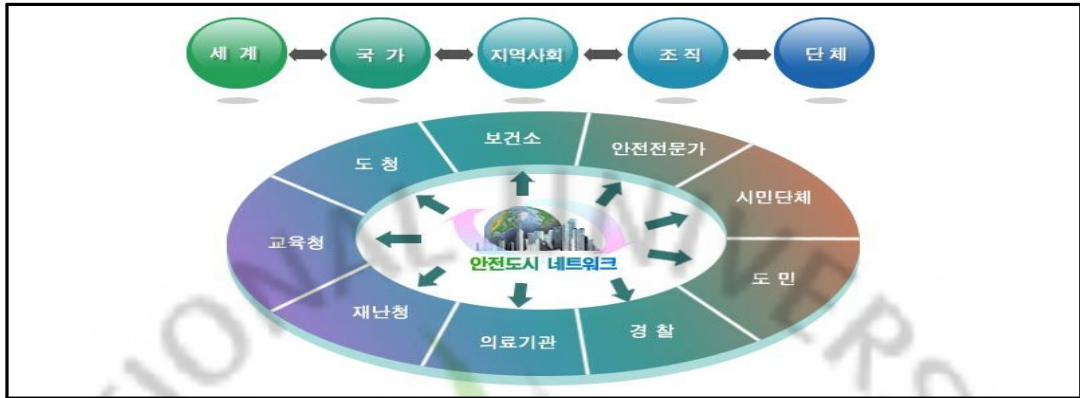 세 계 국 가 지역사회 조 직 단 체
보건소
안전전문가
도 청
시민단체
교육청
안전도시 네트워크
도 민
재난청
경 찰
의료기관